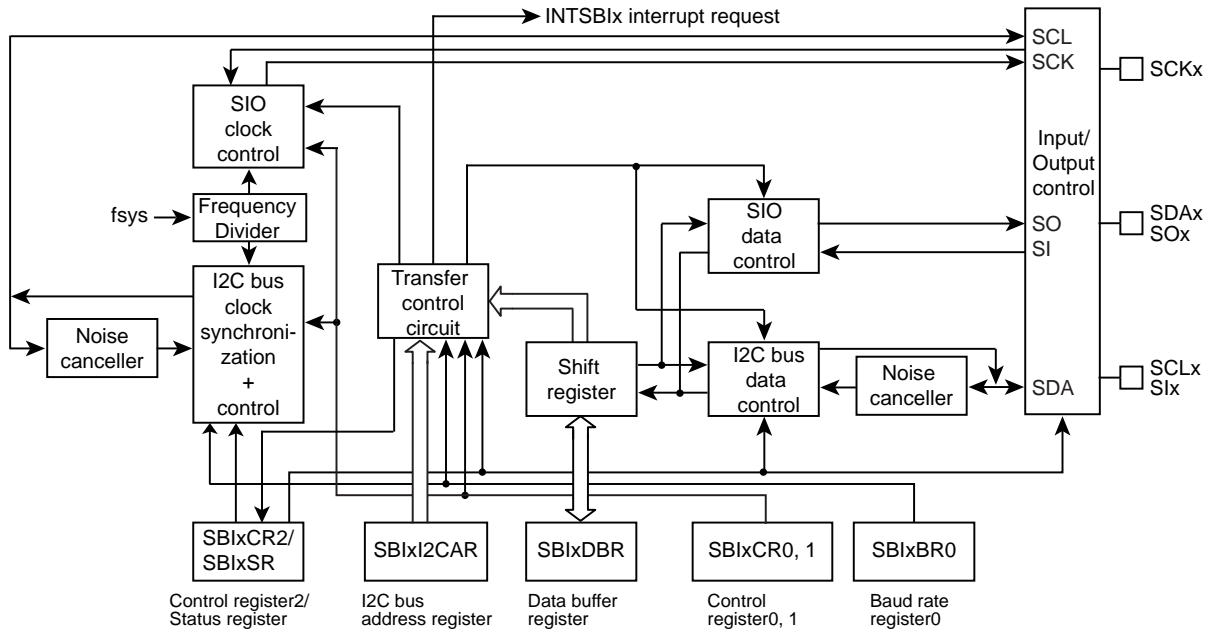 INTSBIx interrupt request
SCL
SCK
SCKx
SIO
clock
control
Input/
Output
control
fsys
Frequency
Divider
SIO
data
control
SO
SI
SDAx
SOx
I2C bus
clock
synchroni-
zation
+
control
Transfer
control
circuit
Noise
canceller
Shift
register
I2C bus
data
control
Noise
canceller
SDA
SCLx
SIx
SBIxCR2/
SBIxSR
SBIxI2CAR
SBIxDBR
SBIxCR0, 1
SBIxBR0
Control register2/
Status register
I2C bus
address register
Data buffer
register
Control
register0, 1
Baud rate
register0